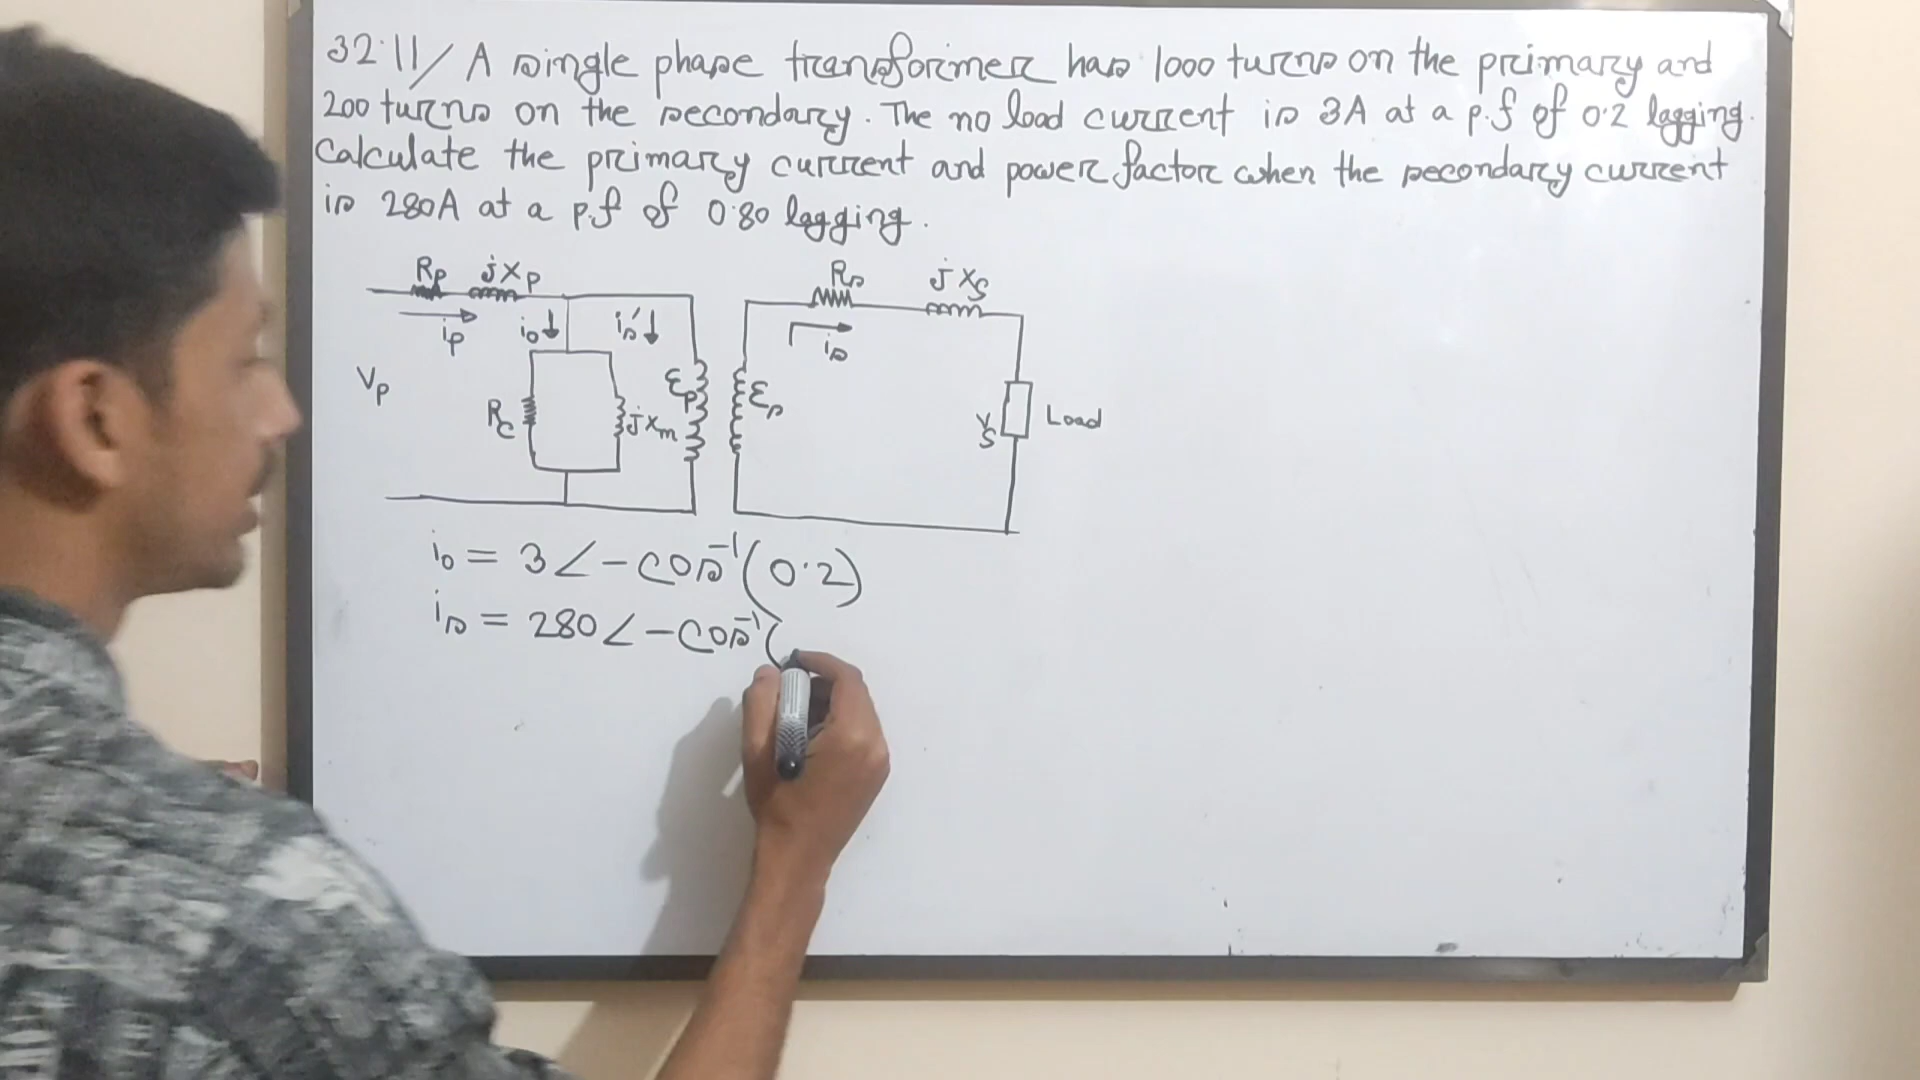 32.11/ A single phase transformer has 1000 turns on the primary and
200 turns on the secondary. The no load current is 3A at a p.f of 0.2 lagging.
Calculate the primary current and power factor when the secondary current
is 280A at a p.f of 0.80 lagging.
Rp jXp Rs jXs
ip io↓ is'↓ is
Vp Rc jXm Ep Es Vs Load
io = 3∠-cos⁻¹(0.2)
is = 280∠-cos⁻¹(